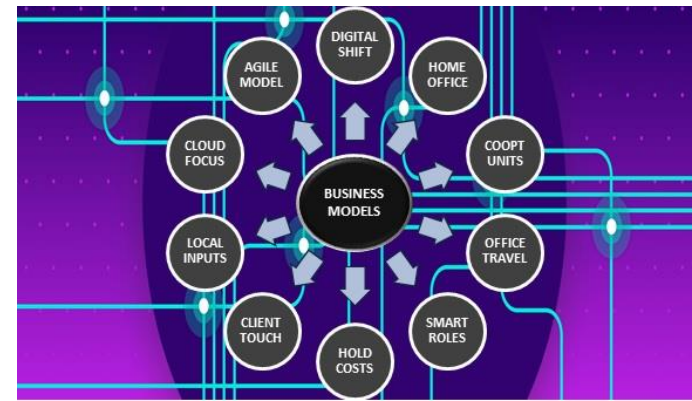 DIGITAL
SHIFT
AGILE
MODEL
HOME
OFFICE
CLOUD
FOCUS
COOPT
UNITS
BUSINESS
MODELS
LOCAL
INPUTS
OFFICE
TRAVEL
CLIENT
TOUCH
SMART
ROLES
HOLD
COSTS